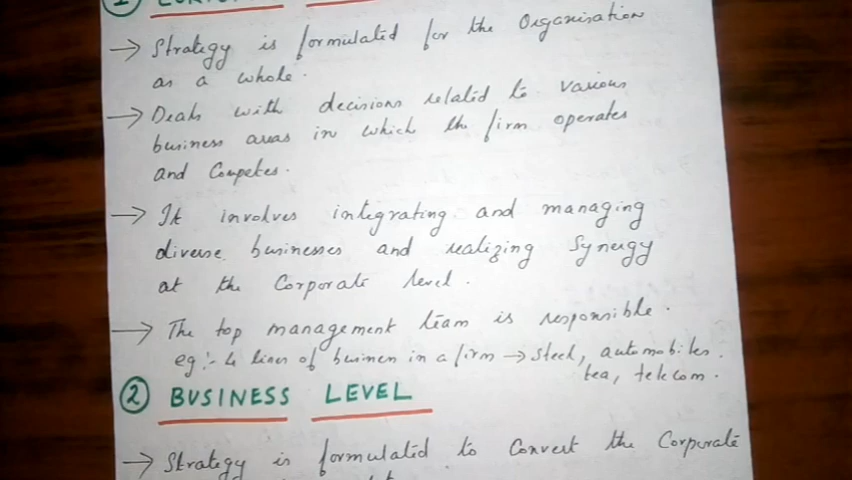 ①
→ Strategy is formulated for the Organisation
as a whole.
→ Deals with decisions related to various
business areas in which the firm operates
and Competes.
→ It involves integrating and managing
diverse businesses and realizing Synergy
at the Corporate level.
→ The top management team is responsible.
eg:- 4 lines of business in a firm → Steel, automobiles.
tea, telecom.
② BUSINESS LEVEL
→ Strategy is formulated to Convert the Corporate